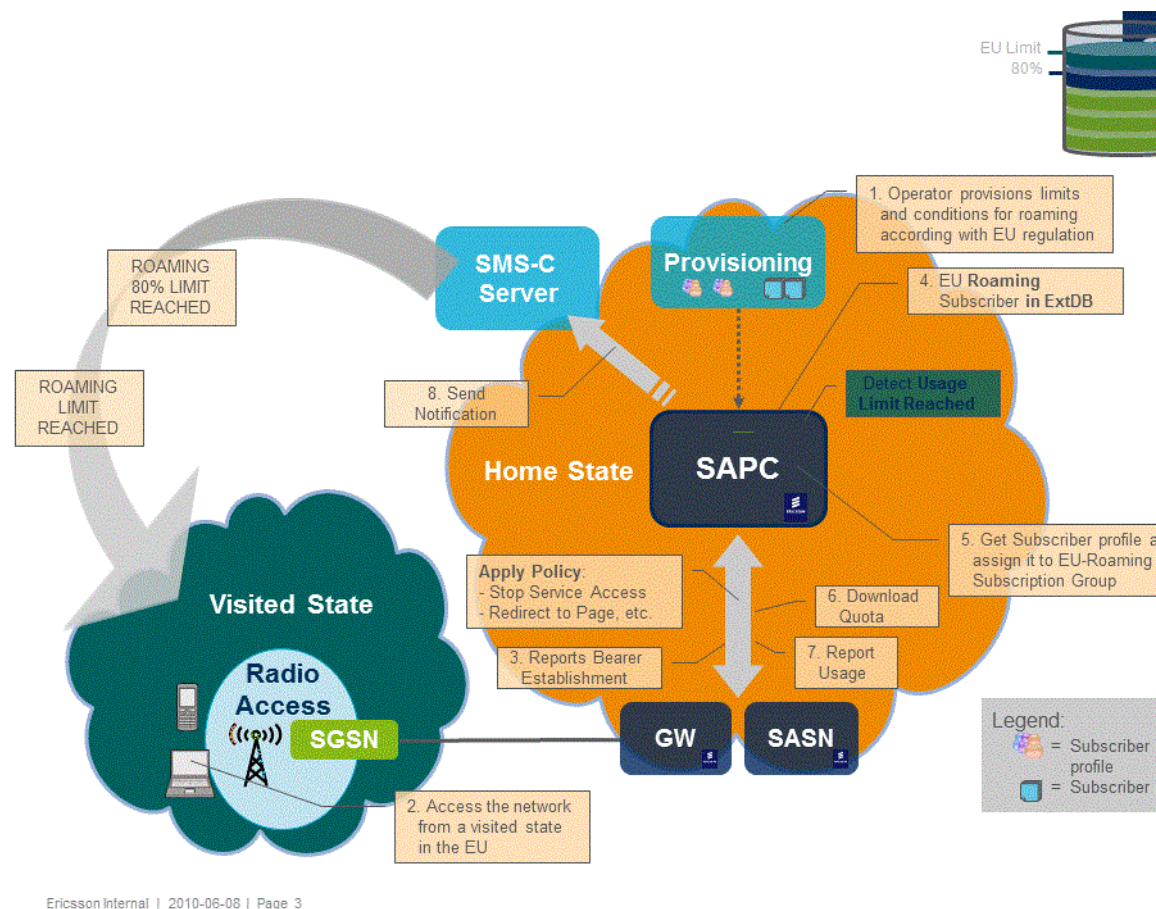 EU Limit
80%
1. Operator provisions limits
and conditions for roaming
according with EU regulation
ROAMING
80% LIMIT
REACHED
SMS-C
Server
Provisioning
4. EU Roaming
Subscriber in ExtDB
ROAMING
LIMIT
REACHED
8. Send
Notification
Detect Usage
Limit Reached
Home State
SAPC
ERICSSON
5. Get Subscriber profile a
assign it to EU-Roaming
Subscription Group
Apply Policy:
- Stop Service Access
- Redirect to Page, etc.
6. Download
Quota
Visited State
3. Reports Bearer
Establishment
7. Report
Usage
Radio
Access
SGSN
GW
SASN
Legend:
= Subscriber
profile
= Subscriber
2. Access the network
from a visited state
in the EU
Ericsson Internal | 2010-06-08 | Page 3